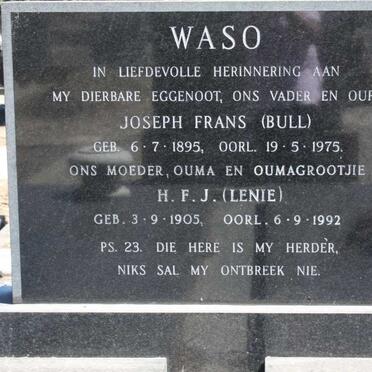 WASO
IN LIEFDEVOLLE HERINNERING AAN
MY DIERBARE EGGENOOT, ONS VADER EN
JOSEPH FRANS (BULL)
GEB. 6-7-1895, OORL. 19-5-1975.
ONS MOEDER, OUMA EN OUMAGROOTJIE
H. F. J. (LENIE)
GEB. 3-9-1905, OORL. 6-9-1992
PS. 23. DIE HERE IS MY HERDER,
NIKS SAL MY ONTBREEK NIE.